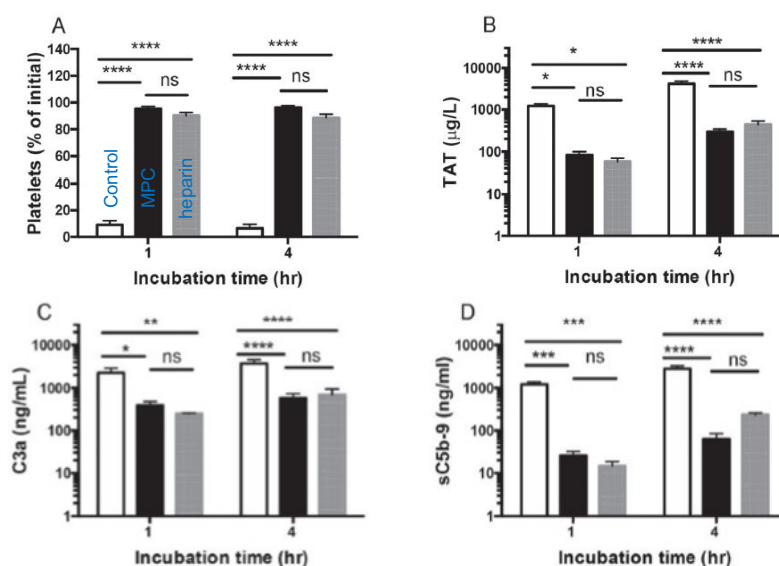 A
Platelets (% of initial)
140
120
100
80
60
40
20
0
****
****
ns
****
****
ns
Control
MPC
heparin
1
4
Incubation time (hr)
B
TAT (µg/L)
10000
1000
100
10
1
*
*
ns
****
****
ns
1
4
Incubation time (hr)
C
C3a (ng/mL)
10000
1000
100
10
1
**
*
ns
****
****
ns
1
4
Incubation time (hr)
D
sC5b-9 (ng/ml)
10000
1000
100
10
1
***
***
ns
****
****
ns
1
4
Incubation time (hr)